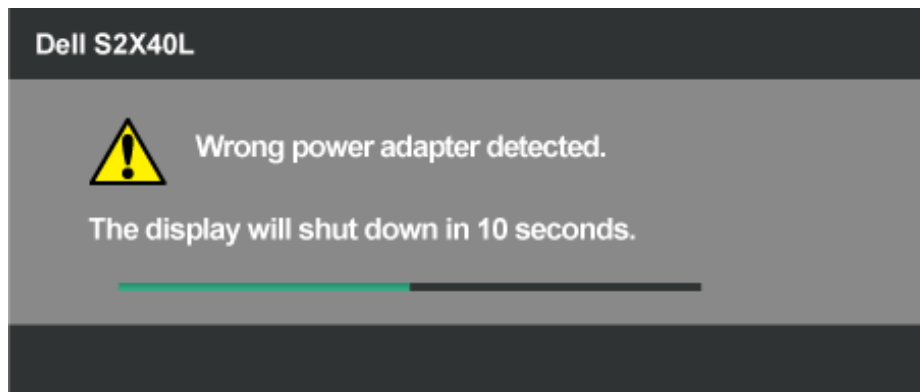 Dell S2X40L
Wrong power adapter detected.
The display will shut down in 10 seconds.